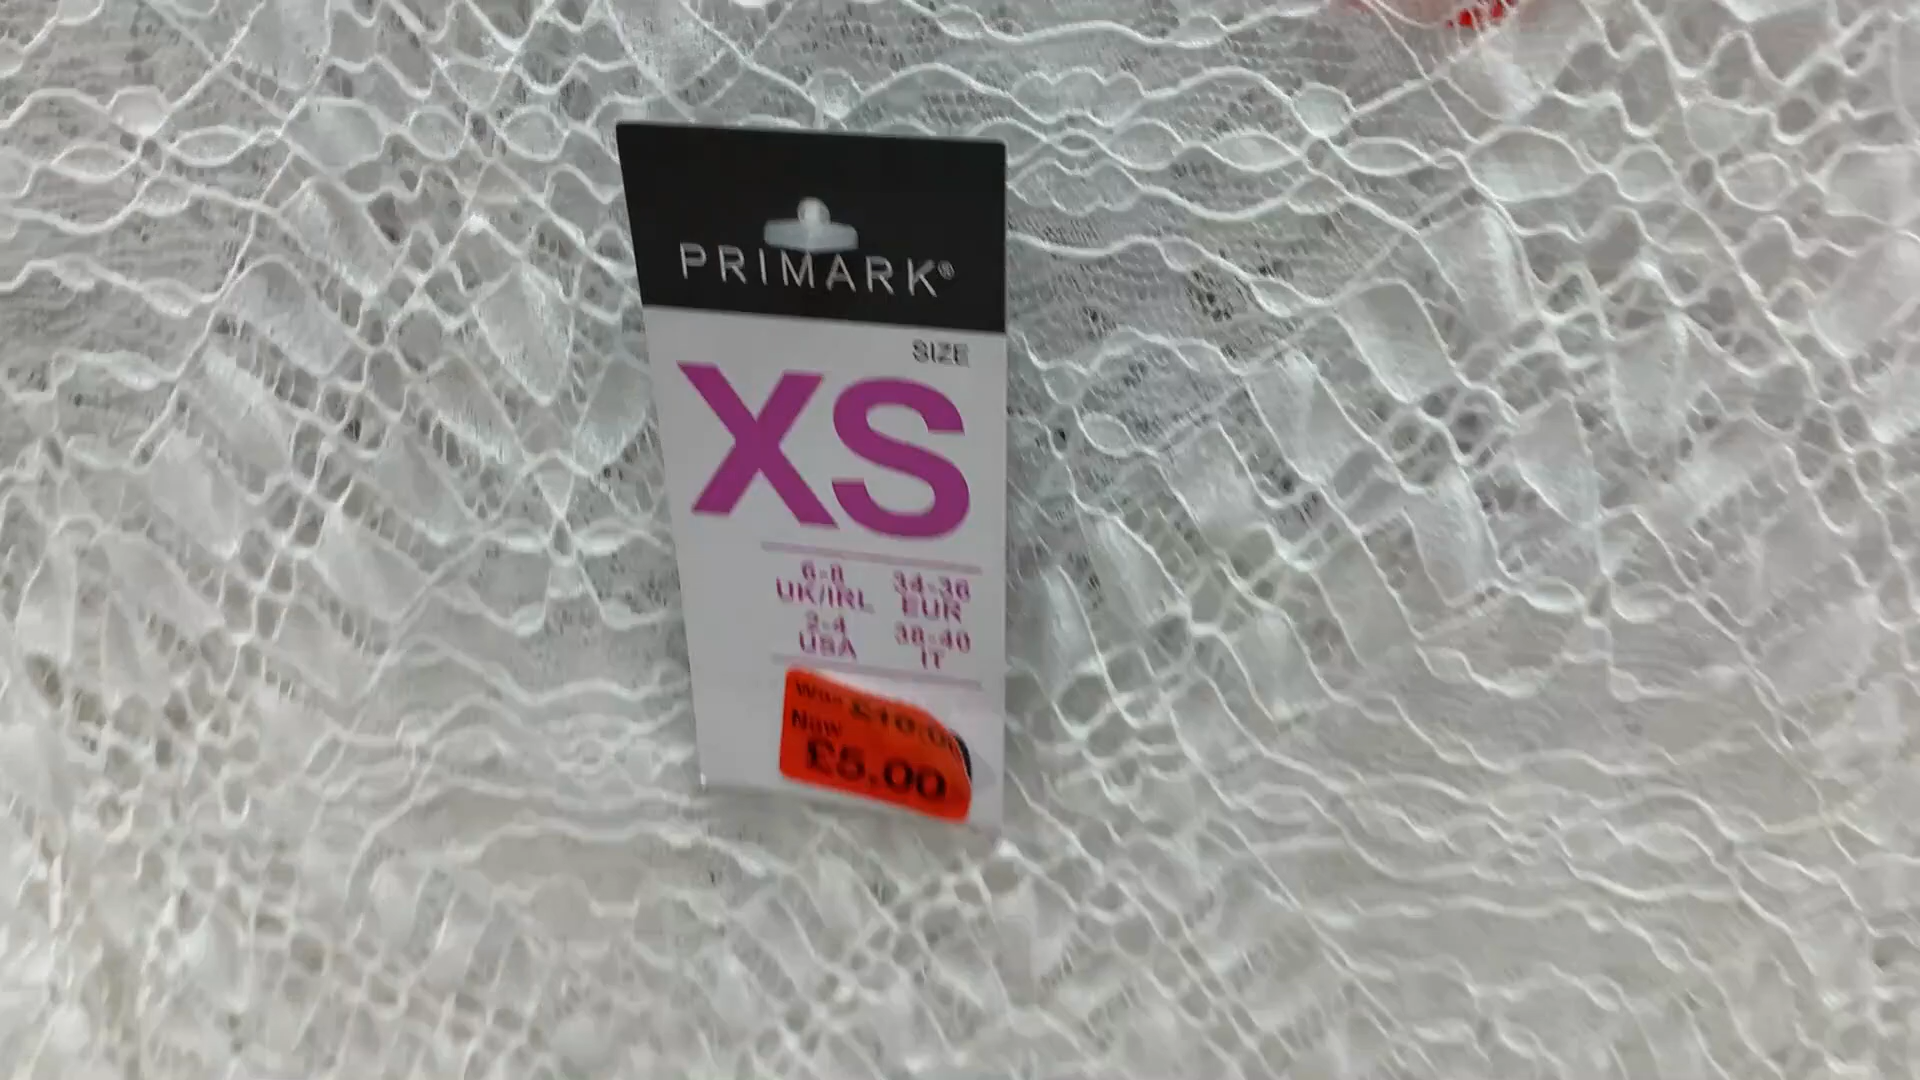 PRIMARK®
SIZE
XS
6-8 34-36
UK/IRL EUR
2-4 38-40
USA IT
Was £10.00
Now
£5.00